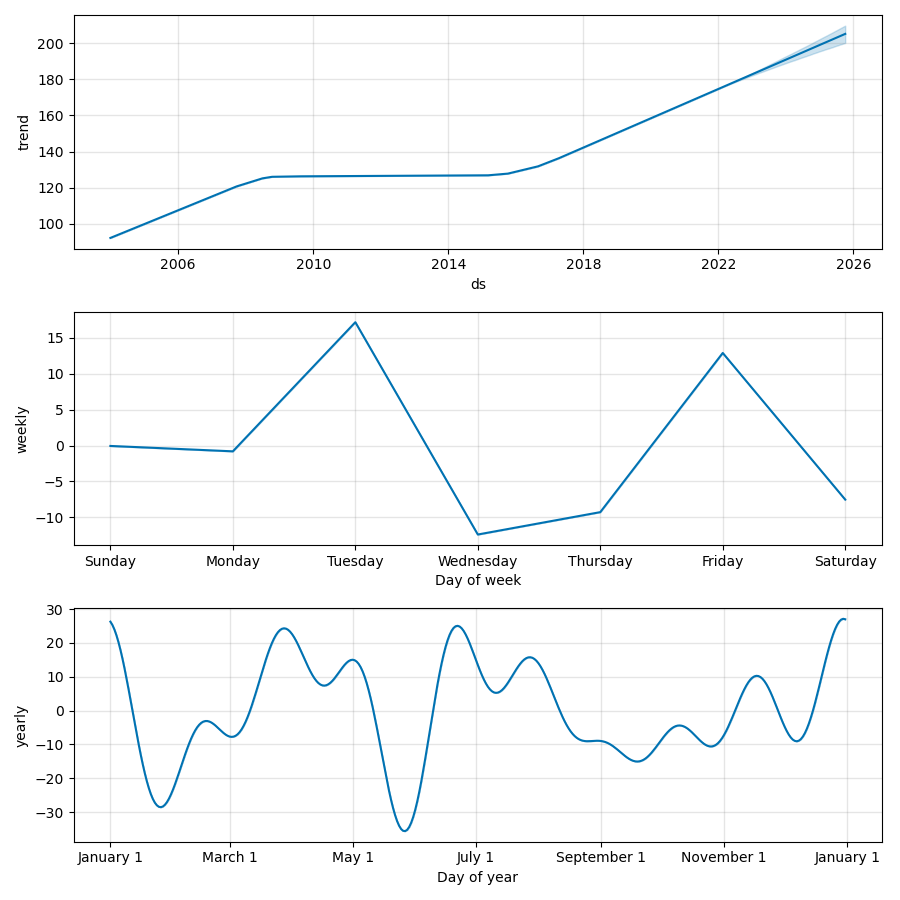 200
180
160
140
120
100
trend
2006 2010 2014 2018 2022 2026
ds
15
10
5
0
−5
−10
weekly
Sunday Monday Tuesday Wednesday Thursday Friday Saturday
Day of week
30
20
10
0
−10
−20
−30
yearly
January 1 March 1 May 1 July 1 September 1 November 1 January 1
Day of year